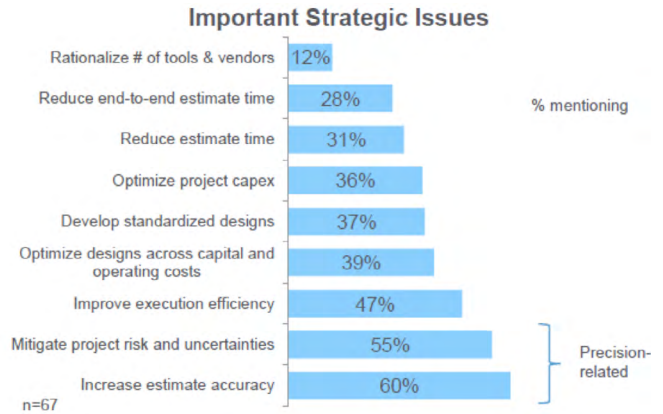 Important Strategic Issues
Rationalize # of tools & vendors 12%
Reduce end-to-end estimate time 28%
% mentioning
Reduce estimate time 31%
Optimize project capex 36%
Develop standardized designs 37%
Optimize designs across capital and
operating costs 39%
Improve execution efficiency 47%
Mitigate project risk and uncertainties 55%
Precision-
related
Increase estimate accuracy 60%
n=67